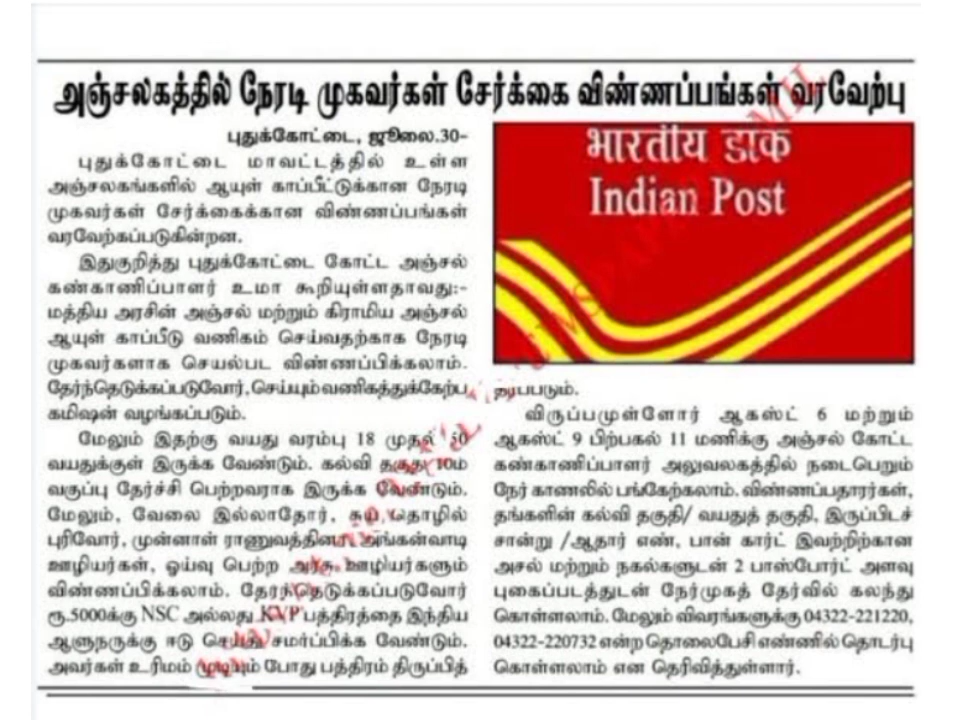 அஞ்சலகத்தில் நேரடி முகவர்கள் சேர்க்கை விண்ணப்பங்கள் வரவேற்பு
புதுக்கோட்டை, ஜூலை.30-
புதுக்கோட்டை மாவட்டத்தில் உள்ள
அஞ்சலகங்களில் ஆயுள் காப்பீட்டுக்கான நேரடி
முகவர்கள் சேர்க்கைக்கான விண்ணப்பங்கள்
வரவேற்கப்படுகின்றன.
இதுகுறித்து புதுக்கோட்டை கோட்ட அஞ்சல்
கண்காணிப்பாளர் உமா கூறியுள்ளதாவது:-
மத்திய அரசின் அஞ்சல் மற்றும் கிராமிய அஞ்சல்
ஆயுள் காப்பீடு வணிகம் செய்வதற்காக நேரடி
முகவர்களாக செயல்பட விண்ணப்பிக்கலாம்.
தேர்ந்தெடுக்கப்படுவோர், செய்யும் வணிகத்துக்கேற்ப
கமிஷன் வழங்கப்படும்.
மேலும் இதற்கு வயது வரம்பு 18 முதல் 50
வயதுக்குள் இருக்க வேண்டும். கல்வி தகுதி 10ம்
வகுப்பு தேர்ச்சி பெற்றவராக இருக்க வேண்டும்.
மேலும், வேலை இல்லாதோர், சுய தொழில்
புரிவோர், முன்னாள் ராணுவத்தினர், அங்கன்வாடி
ஊழியர்கள், ஓய்வு பெற்ற அரசு ஊழியர்களும்
விண்ணப்பிக்கலாம். தேரந்தெடுக்கப்படுவோர்
ரூ.5000க்கு NSC அல்லது KVP பத்திரத்தை இந்திய
ஆளுநருக்கு ஈடு செய்து சமர்ப்பிக்க வேண்டும்.
அவர்கள் உரிமம் முடியும் போது பத்திரம் திருப்பித்
भारतीय डाक
Indian Post
தரப்படும்.
விருப்பமுள்ளோர் ஆகஸ்ட் 6 மற்றும்
ஆகஸ்ட் 9 பிற்பகல் 11 மணிக்கு அஞ்சல் கோட்ட
கண்காணிப்பாளர் அலுவலகத்தில் நடைபெறும்
நேர் காணலில் பங்கேற்கலாம். விண்ணப்பதாரர்கள்,
தங்களின் கல்வி தகுதி/ வயதுத் தகுதி, இருப்பிடச்
சான்று /ஆதார் எண், பான் கார்ட் இவற்றிற்கான
அசல் மற்றும் நகல்களுடன் 2 பாஸ்போர்ட் அளவு
புகைப்படத்துடன் நேர்முகத் தேர்வில் கலந்து
கொள்ளலாம். மேலும் விவரங்களுக்கு 04322-221220,
04322-220732 என்ற தொலைபேசி எண்ணில் தொடர்பு
கொள்ளலாம் என தெரிவித்துள்ளார்.